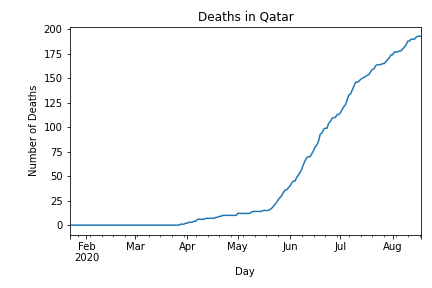 Deaths in Qatar
200
175
150
125
100
75
50
25
0
Number of Deaths
Feb
2020
Mar
Apr
May
Jun
Jul
Aug
Day